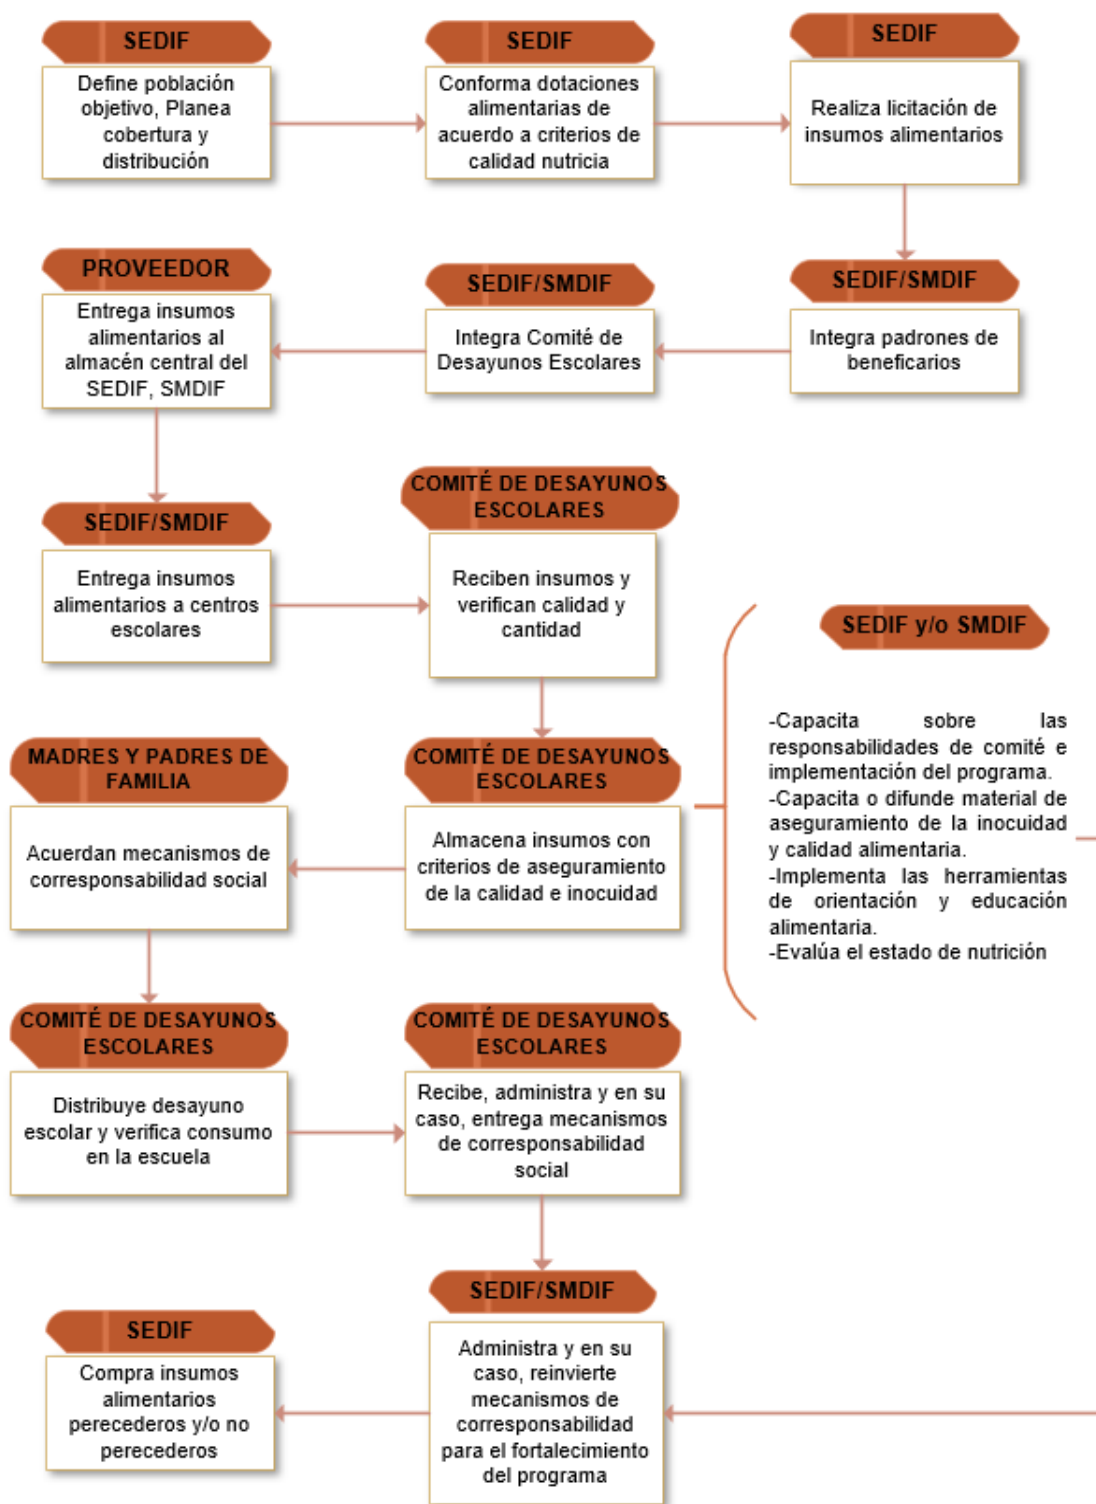 SEDIF
Define población
objetivo, Planea
cobertura y
distribución
SEDIF
Conforma dotaciones
alimentarias de
acuerdo a criterios de
calidad nutricia
SEDIF
Realiza licitación de
insumos alimentarios
SEDIF/SMDIF
Integra padrones de
beneficarios
SEDIF/SMDIF
Integra Comité de
Desayunos Escolares
PROVEEDOR
Entrega insumos
alimentarios al
almacén central del
SEDIF, SMDIF
SEDIF/SMDIF
Entrega insumos
alimentarios a centros
escolares
COMITÉ DE DESAYUNOS
ESCOLARES
Reciben insumos y
verifican calidad y
cantidad
COMITÉ DE DESAYUNOS
ESCOLARES
Almacena insumos con
criterios de aseguramiento
de la calidad e inocuidad
SEDIF y/o SMDIF
-Capacita sobre las
responsabilidades de comité e
implementación del programa.
-Capacita o difunde material de
aseguramiento de la inocuidad
y calidad alimentaria.
-Implementa las herramientas
de orientación y educación
alimentaria.
-Evalúa el estado de nutrición
MADRES Y PADRES DE
FAMILIA
Acuerdan mecanismos de
corresponsabilidad social
COMITÉ DE DESAYUNOS
ESCOLARES
Distribuye desayuno
escolar y verifica consumo
en la escuela
COMITÉ DE DESAYUNOS
ESCOLARES
Recibe, administra y en su
caso, entrega mecanismos
de corresponsabilidad
social
SEDIF/SMDIF
Administra y en su
caso, reinvierte
mecanismos de
corresponsabilidad
para el fortalecimiento
del programa
SEDIF
Compra insumos
alimentarios
perecederos y/o no
perecederos